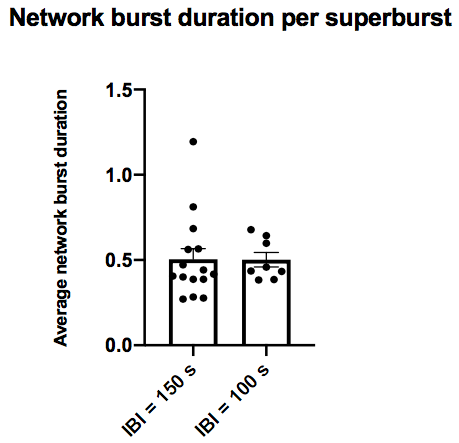 Network burst duration per superburst
Average network burst duration
1.5
1.0
0.5
0.0
IBI = 150 s
IBI = 100 s